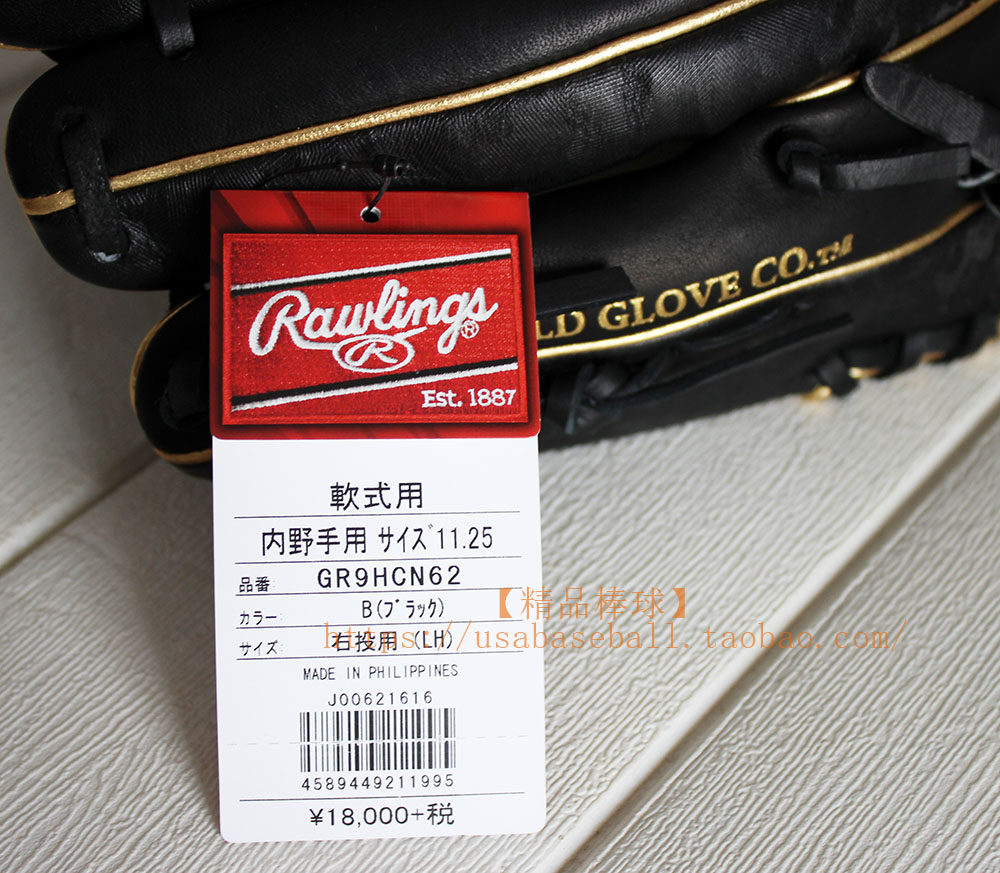 Rawlings®
R
Est. 1887
LD GLOVE CO.™
軟式用
内野手用 サイズ 11.25
品番: GR9HCN62
カラー: B(ブラック)
サイズ: 右投用 (LH)
MADE IN PHILIPPINES
J00621616
4589449211995
¥18,000+税
【精品棒球】
https://usabaseball.taobao.com/